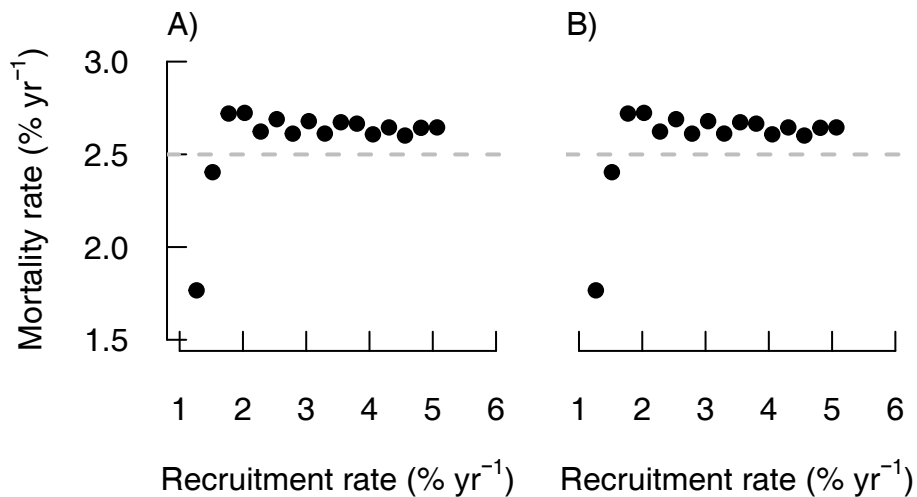 A)
B)
Mortality rate (% yr⁻¹)
3.0
2.5
2.0
1.5
1 2 3 4 5 6
1 2 3 4 5 6
Recruitment rate (% yr⁻¹)
Recruitment rate (% yr⁻¹)